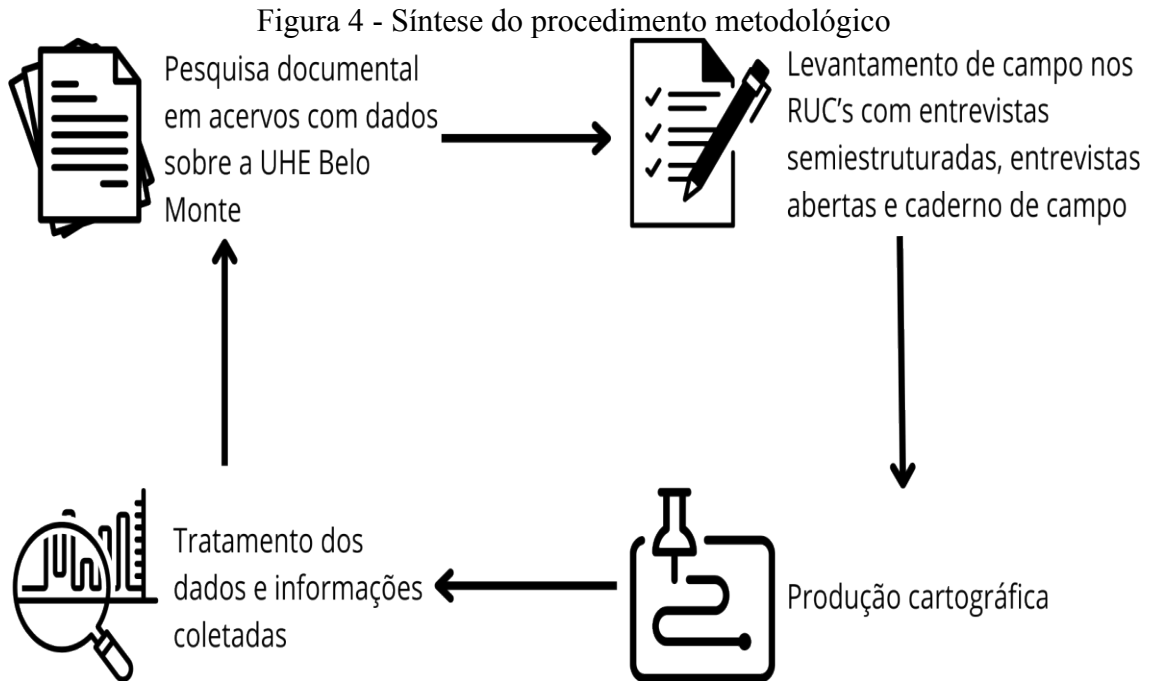 Figura 4 - Síntese do procedimento metodológico
Pesquisa documental
em acervos com dados
sobre a UHE Belo
Monte
Levantamento de campo nos
RUC's com entrevistas
semiestruturadas, entrevistas
abertas e caderno de campo
Tratamento dos
dados e informações
coletadas
Produção cartográfica